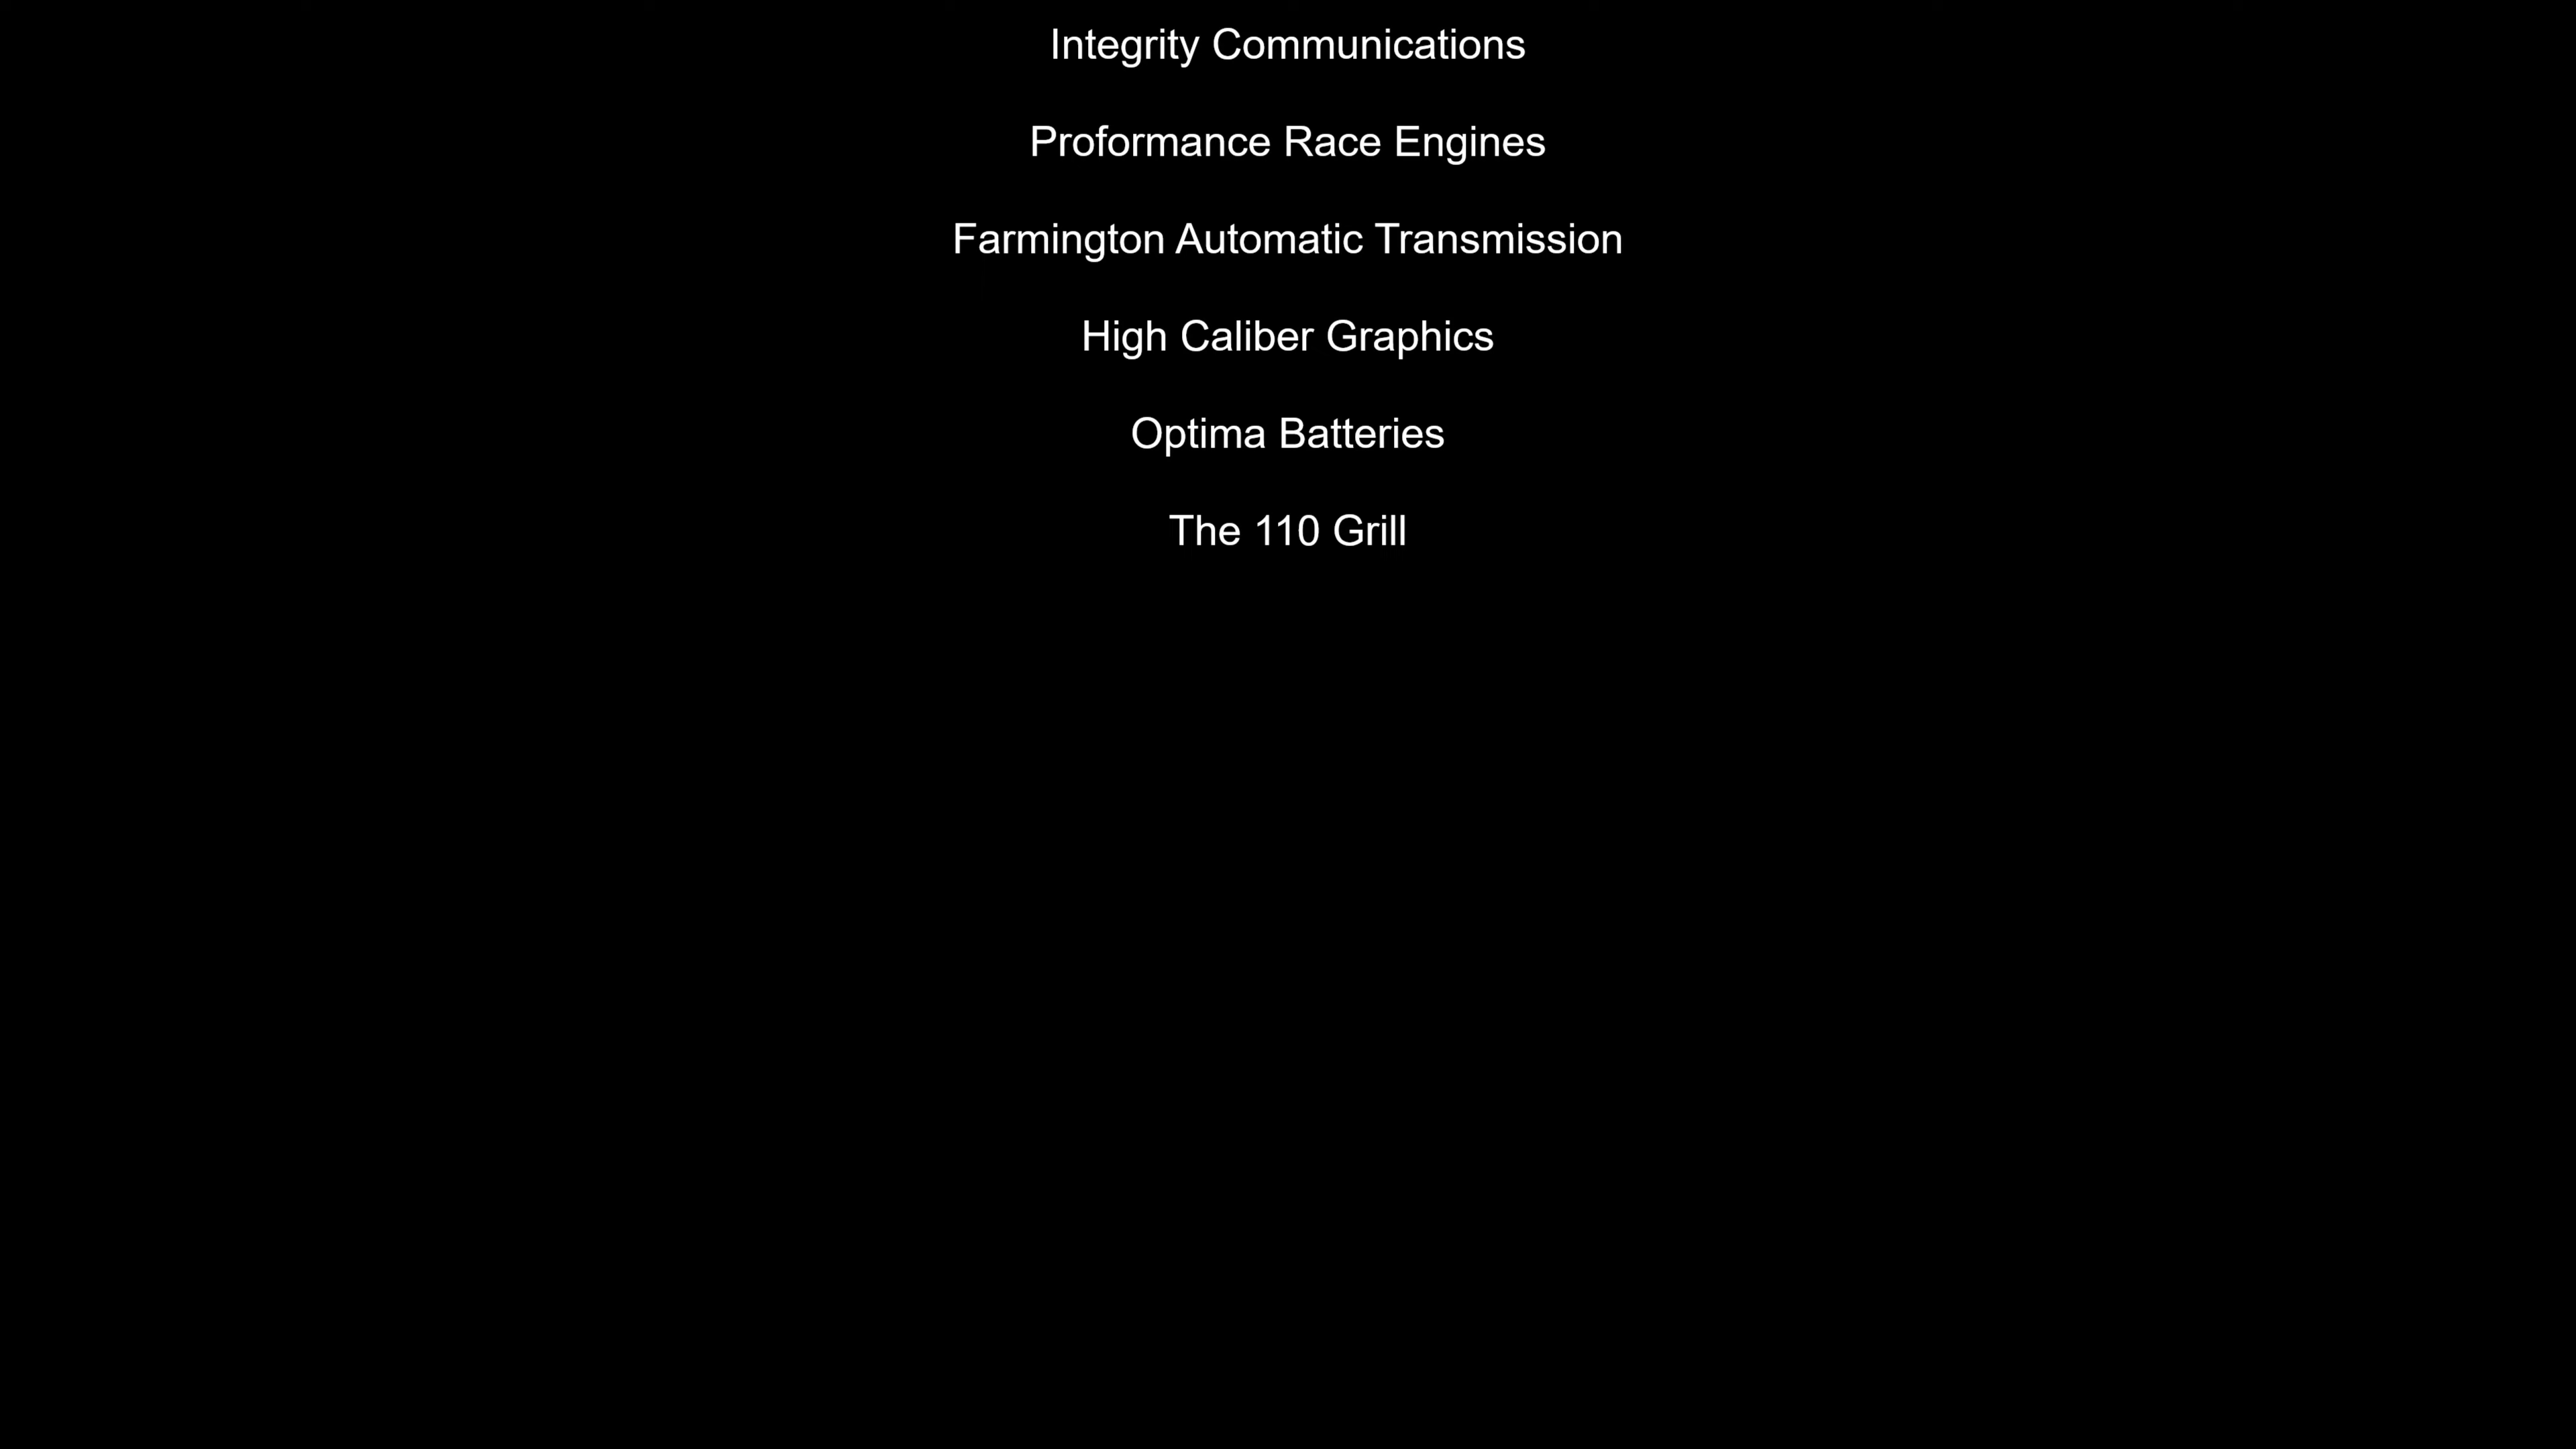 Integrity Communications
Proformance Race Engines
Farmington Automatic Transmission
High Caliber Graphics
Optima Batteries
The 110 Grill